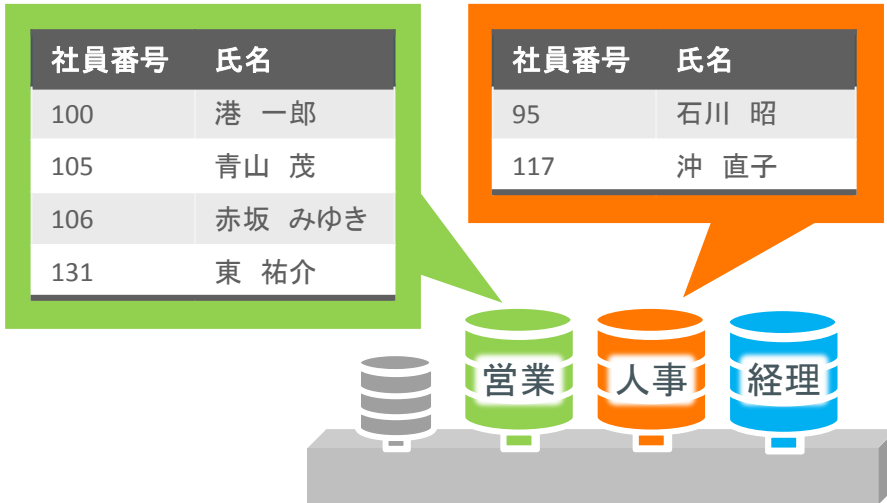 社員番号 氏名
100 港 一郎
105 青山 茂
106 赤坂 みゆき
131 東 祐介
社員番号 氏名
95 石川 昭
117 沖 直子
営業 人事 経理